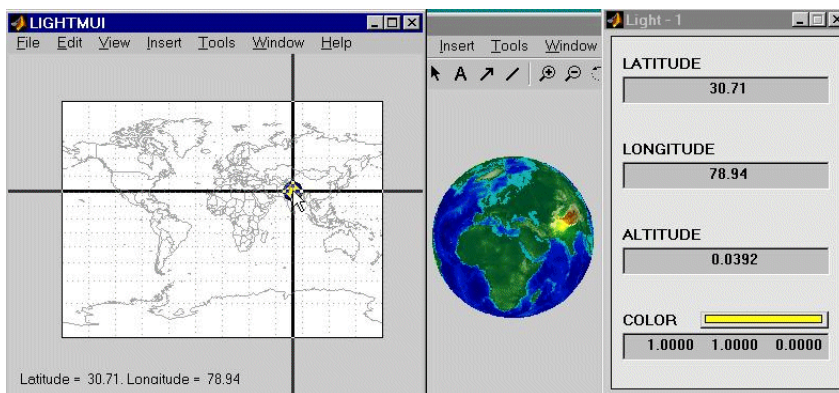 LIGHTMUI
File Edit View Insert Tools Window Help
Latitude = 30.71. Longitude = 78.94
Insert Tools Window
A
Light - 1
LATITUDE
30.71
LONGITUDE
78.94
ALTITUDE
0.0392
COLOR
1.0000 1.0000 0.0000